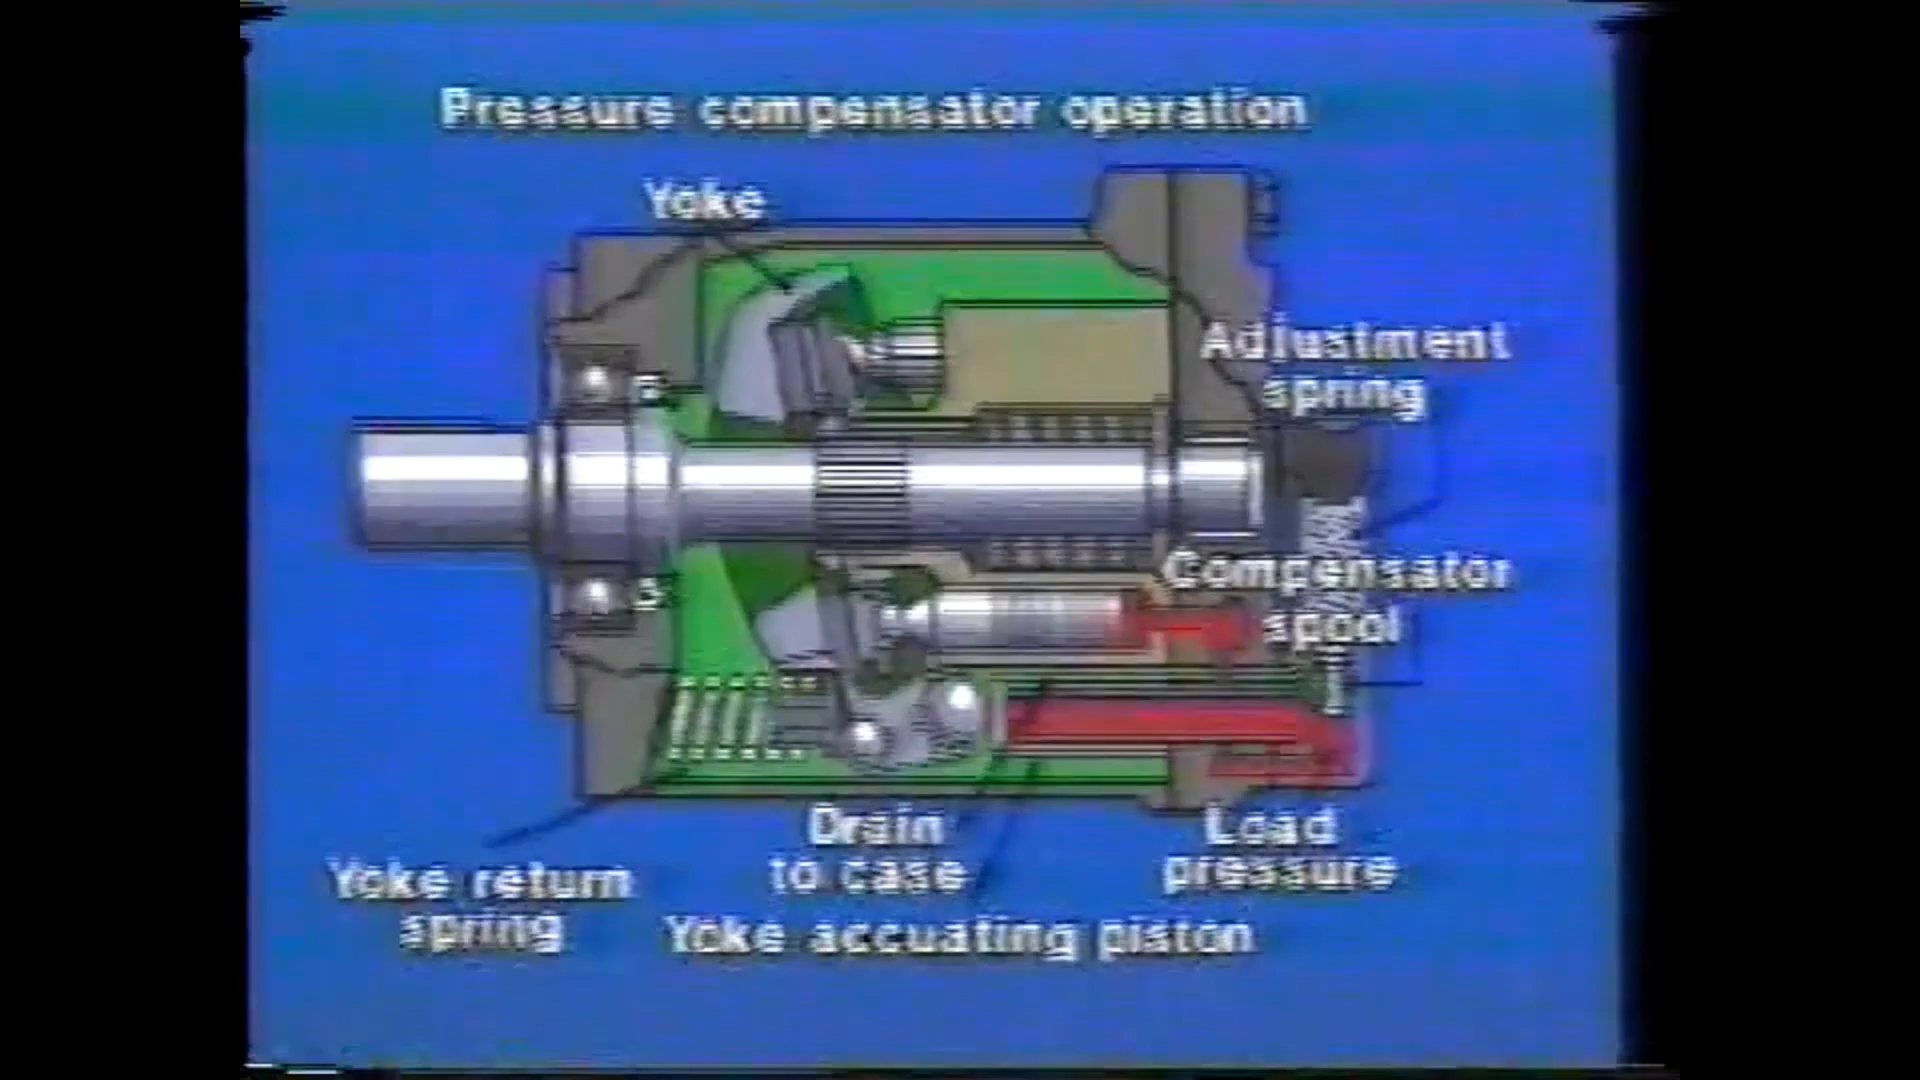 Pressure compensator operation
Yoke
Adjustment
spring
Compensator
spool
Drain
to case
Load
pressure
Yoke return
spring
Yoke accuating piston